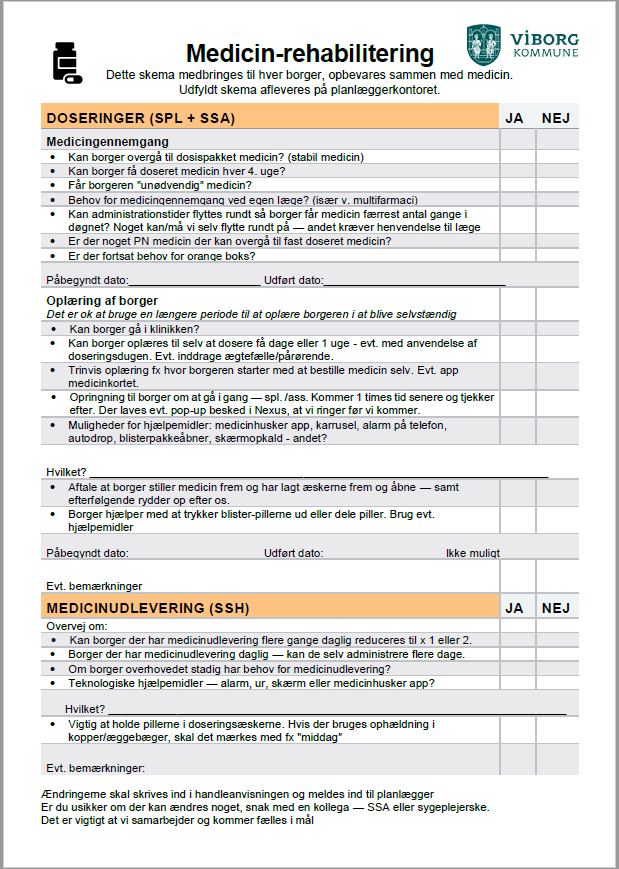 Medicin-rehabilitering
VIBORG
KOMMUNE
Dette skema medbringes til hver borger, opbevares sammen med medicin.
Udfyldt skema afleveres på planlæggerkontoret.
DOSERINGER (SPL + SSA) JA NEJ
Medicingennemgang
• Kan borger overgå til dosispakket medicin? (stabil medicin)
• Kan borger få doseret medicin hver 4. uge?
• Får borgeren "unødvendig" medicin?
• Behov for medicingennemgang ved egen læge? (især v. multifarmaci)
• Kan administrationstider flyttes rundt så borger får medicin færrest antal gange i
døgnet? Noget kan/må vi selv flytte rundt på — andet kræver henvendelse til læge
• Er der noget PN medicin der kan overgå til fast doseret medicin?
• Er der fortsat behov for orange boks?
Påbegyndt dato:____________________ Udført dato:____________________
Oplæring af borger
Det er ok at bruge en længere periode til at oplære borgeren i at blive selvstændig
• Kan borger gå i klinikken?
• Kan borger oplæres til selv at dosere få dage eller 1 uge - evt. med anvendelse af
doseringsdugen. Evt. inddrage ægtefælle/pårørende.
• Trinvis oplæring fx hvor borgeren starter med at bestille medicin selv. Evt. app
medicinkortet.
• Opringning til borger om at gå i gang — spl. /ass. Kommer 1 times tid senere og tjekker
efter. Der laves evt. pop-up besked i Nexus, at vi ringer før vi kommer.
• Muligheder for hjælpemidler: medicinhusker app, karrusel, alarm på telefon,
autodrop, blisterpakkeåbner, skærmopkald - andet?
Hvilket? ____________________
• Aftale at borger stiller medicin frem og har lagt æskerne frem og åbne — samt
efterfølgende rydder op efter os.
• Borger hjælper med at trykker blister-pillerne ud eller dele piller. Brug evt.
hjælpemidler
Påbegyndt dato: Udført dato: Ikke muligt
Evt. bemærkninger
MEDICINUDLEVERING (SSH) JA NEJ
Overvej om:
• Kan borger der har medicinudlevering flere gange daglig reduceres til x 1 eller 2.
• Borger der har medicinudlevering daglig — kan de selv administrere flere dage.
• Om borger overhovedet stadig har behov for medicinudlevering?
• Teknologiske hjælpemidler — alarm, ur, skærm eller medicinhusker app?
Hvilket? ____________________
• Vigtig at holde pillerne i doseringsæskerne. Hvis der bruges ophældning i
kopper/æggebæger, skal det mærkes med fx "middag"
Evt. bemærkninger:
Ændringerne skal skrives ind i handleanvisningen og meldes ind til planlægger
Er du usikker om der kan ændres noget, snak med en kollega — SSA eller sygeplejerske.
Det er vigtigt at vi samarbejder og kommer fælles i mål